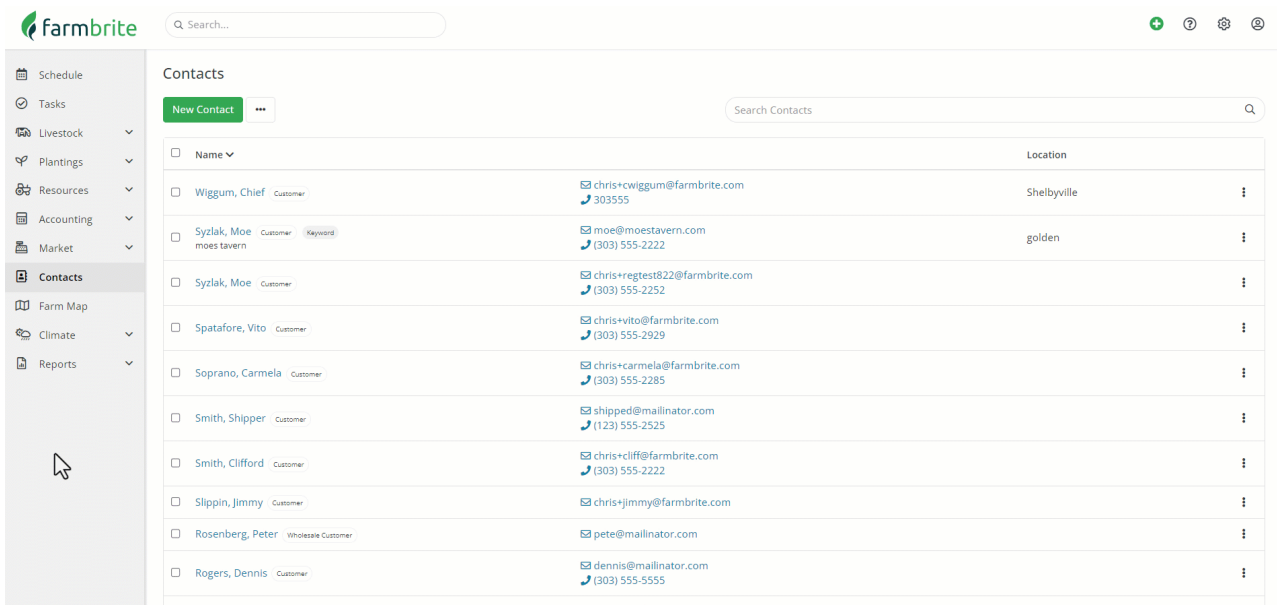 farmbrite
Search...
Schedule
Tasks
Livestock
Plantings
Resources
Accounting
Market
Contacts
Farm Map
Climate
Reports
Contacts
New Contact
Search Contacts
Name Location
Wiggum, Chief Customer chris+cwiggum@farmbrite.com Shelbyville
303555
Syzlak, Moe Customer Keyword moe@moestavern.com golden
moes tavern (303) 555-2222
Syzlak, Moe Customer chris+regtest822@farmbrite.com
(303) 555-2252
Spatafore, Vito Customer chris+vito@farmbrite.com
(303) 555-2929
Soprano, Carmela Customer chris+carmela@farmbrite.com
(303) 555-2285
Smith, Shipper Customer shipped@mailinator.com
(123) 555-2525
Smith, Clifford Customer chris+cliff@farmbrite.com
(303) 555-2222
Slippin, Jimmy Customer chris+jimmy@farmbrite.com
Rosenberg, Peter Wholesale Customer pete@mailinator.com
Rogers, Dennis Customer dennis@mailinator.com
(303) 555-5555